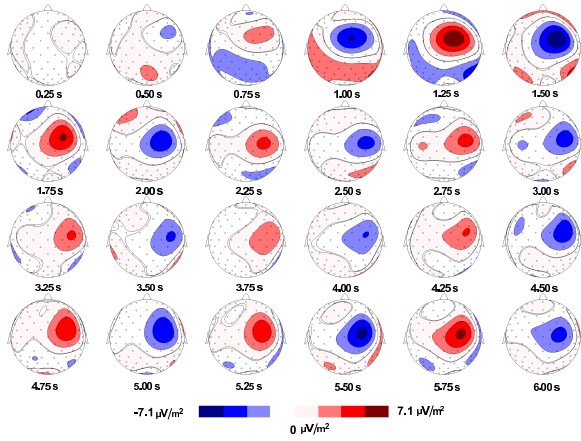 0.25 s 0.50 s 0.75 s 1.00 s 1.25 s 1.50 s
1.75 s 2.00 s 2.25 s 2.50 s 2.75 s 3.00 s
3.25 s 3.50 s 3.75 s 4.00 s 4.25 s 4.50 s
4.75 s 5.00 s 5.25 s 5.50 s 5.75 s 6.00 s
-7.1 µV/m² 7.1 µV/m²
0 µV/m²